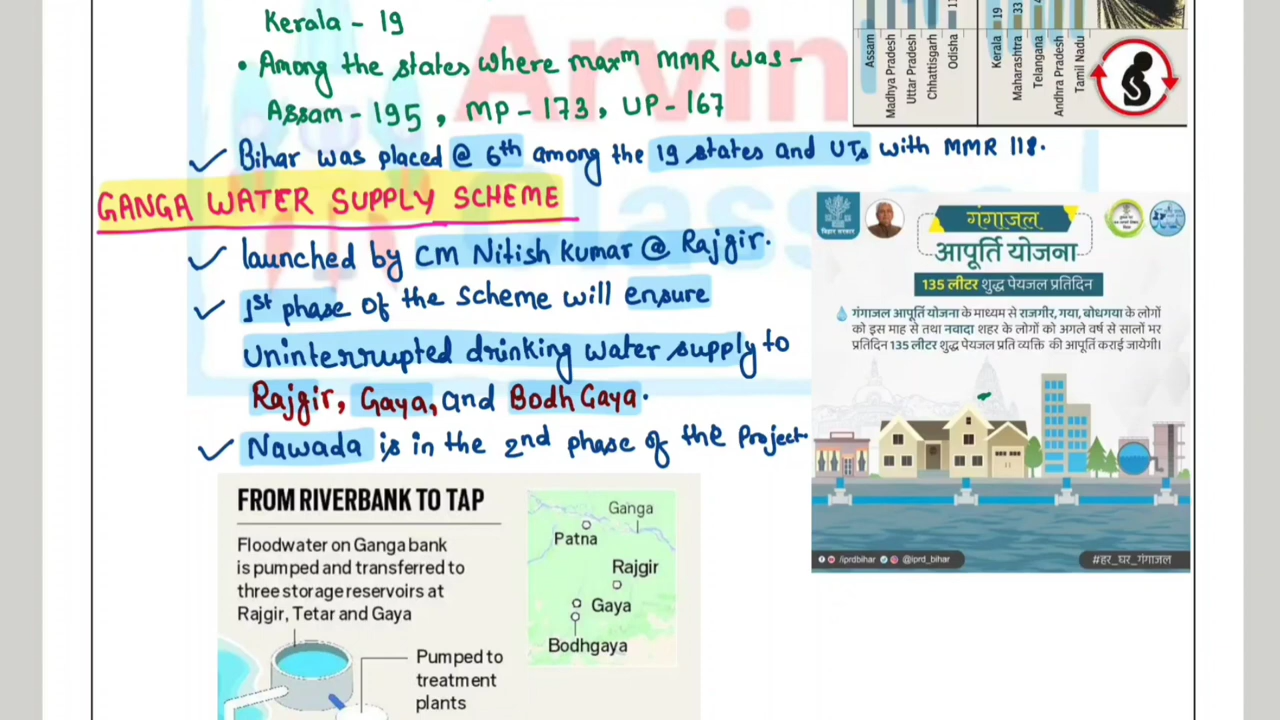 Kerala - 19
• Among the states where maxm MMR was -
Assam - 195, MP - 173, UP - 167
✓ Bihar was placed @ 6th among the 19 states and UTs with MMR 118.
GANGA WATER SUPPLY SCHEME
✓ launched by CM Nitish Kumar @ Rajgir.
✓ 1st phase of the Scheme will ensure
Uninterrupted drinking water supply to
Rajgir, Gaya, and Bodh Gaya.
✓ Nawada is in the 2nd phase of the Project.
FROM RIVERBANK TO TAP
Floodwater on Ganga bank
is pumped and transferred to
three storage reservoirs at
Rajgir, Tetar and Gaya
Pumped to
treatment
plants
Ganga
Patna
Rajgir
Gaya
Bodhgaya
Assam
Madhya Pradesh
Uttar Pradesh
Chhattisgarh
Odisha
Kerala 19
Maharashtra 33
Telangana
Andhra Pradesh
Tamil Nadu
बिहार सरकार
गंगाजल
आपूर्ति योजना
135 लीटर शुद्ध पेयजल प्रतिदिन
गंगाजल आपूर्ति योजना के माध्यम से राजगीर, गया, बोधगया के लोगों
को इस माह से तथा नवादा शहर के लोगों को अगले वर्ष से सालों भर
प्रतिदिन 135 लीटर शुद्ध पेयजल प्रति व्यक्ति की आपूर्ति कराई जायेगी।
/iprdbihar @iprd_bihar
#हर_घर_गंगाजल
Arvin
Classes